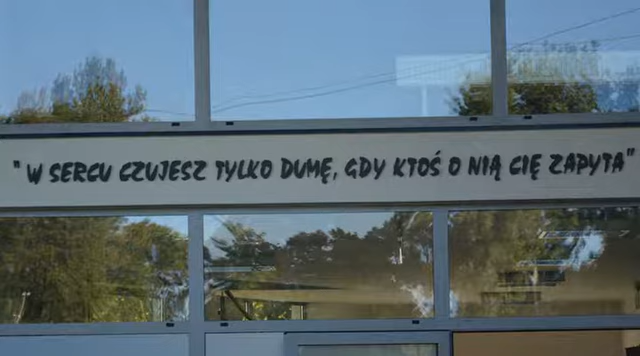 "W SERCU CZUJESZ TYLKO DUMĘ, GDY KTOŚ O NIĄ CIĘ ZAPYTA"